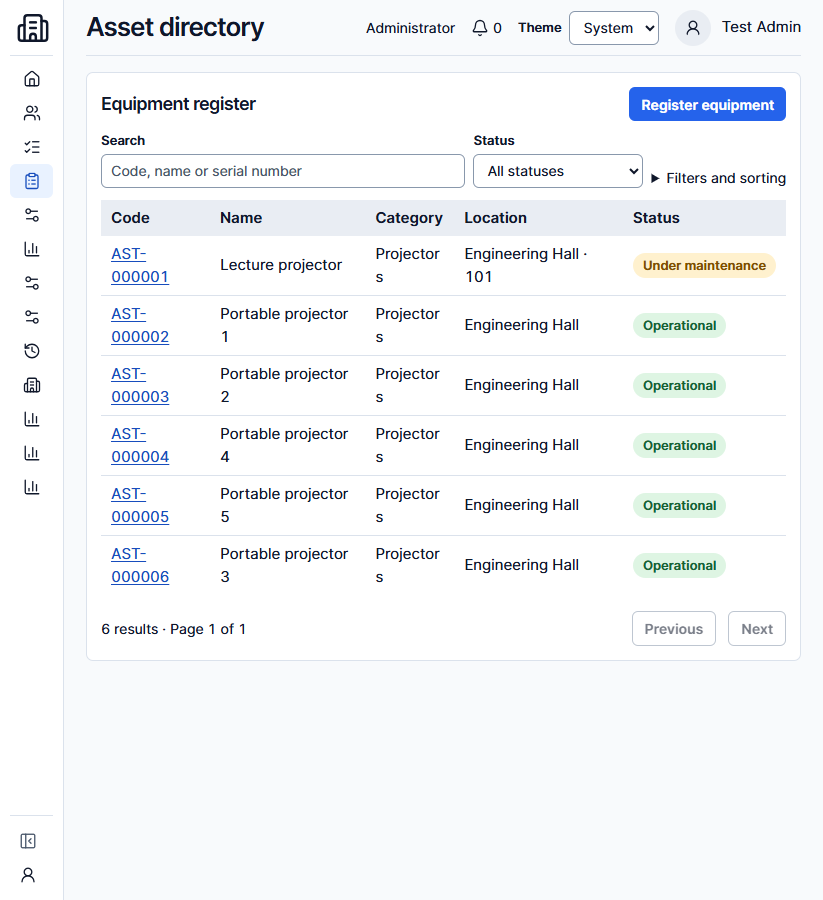 Asset directory
Administrator 0 Theme System Test Admin
Equipment register
Register equipment
Search
Status
Code, name or serial number
All statuses
Filters and sorting
Code Name Category Location Status
AST-
000001
Lecture projector
Projector
s
Engineering Hall ·
101
Under maintenance
AST-
000002
Portable projector
1
Projector
s
Engineering Hall
Operational
AST-
000003
Portable projector
2
Projector
s
Engineering Hall
Operational
AST-
000004
Portable projector
4
Projector
s
Engineering Hall
Operational
AST-
000005
Portable projector
5
Projector
s
Engineering Hall
Operational
AST-
000006
Portable projector
3
Projector
s
Engineering Hall
Operational
6 results · Page 1 of 1
Previous
Next